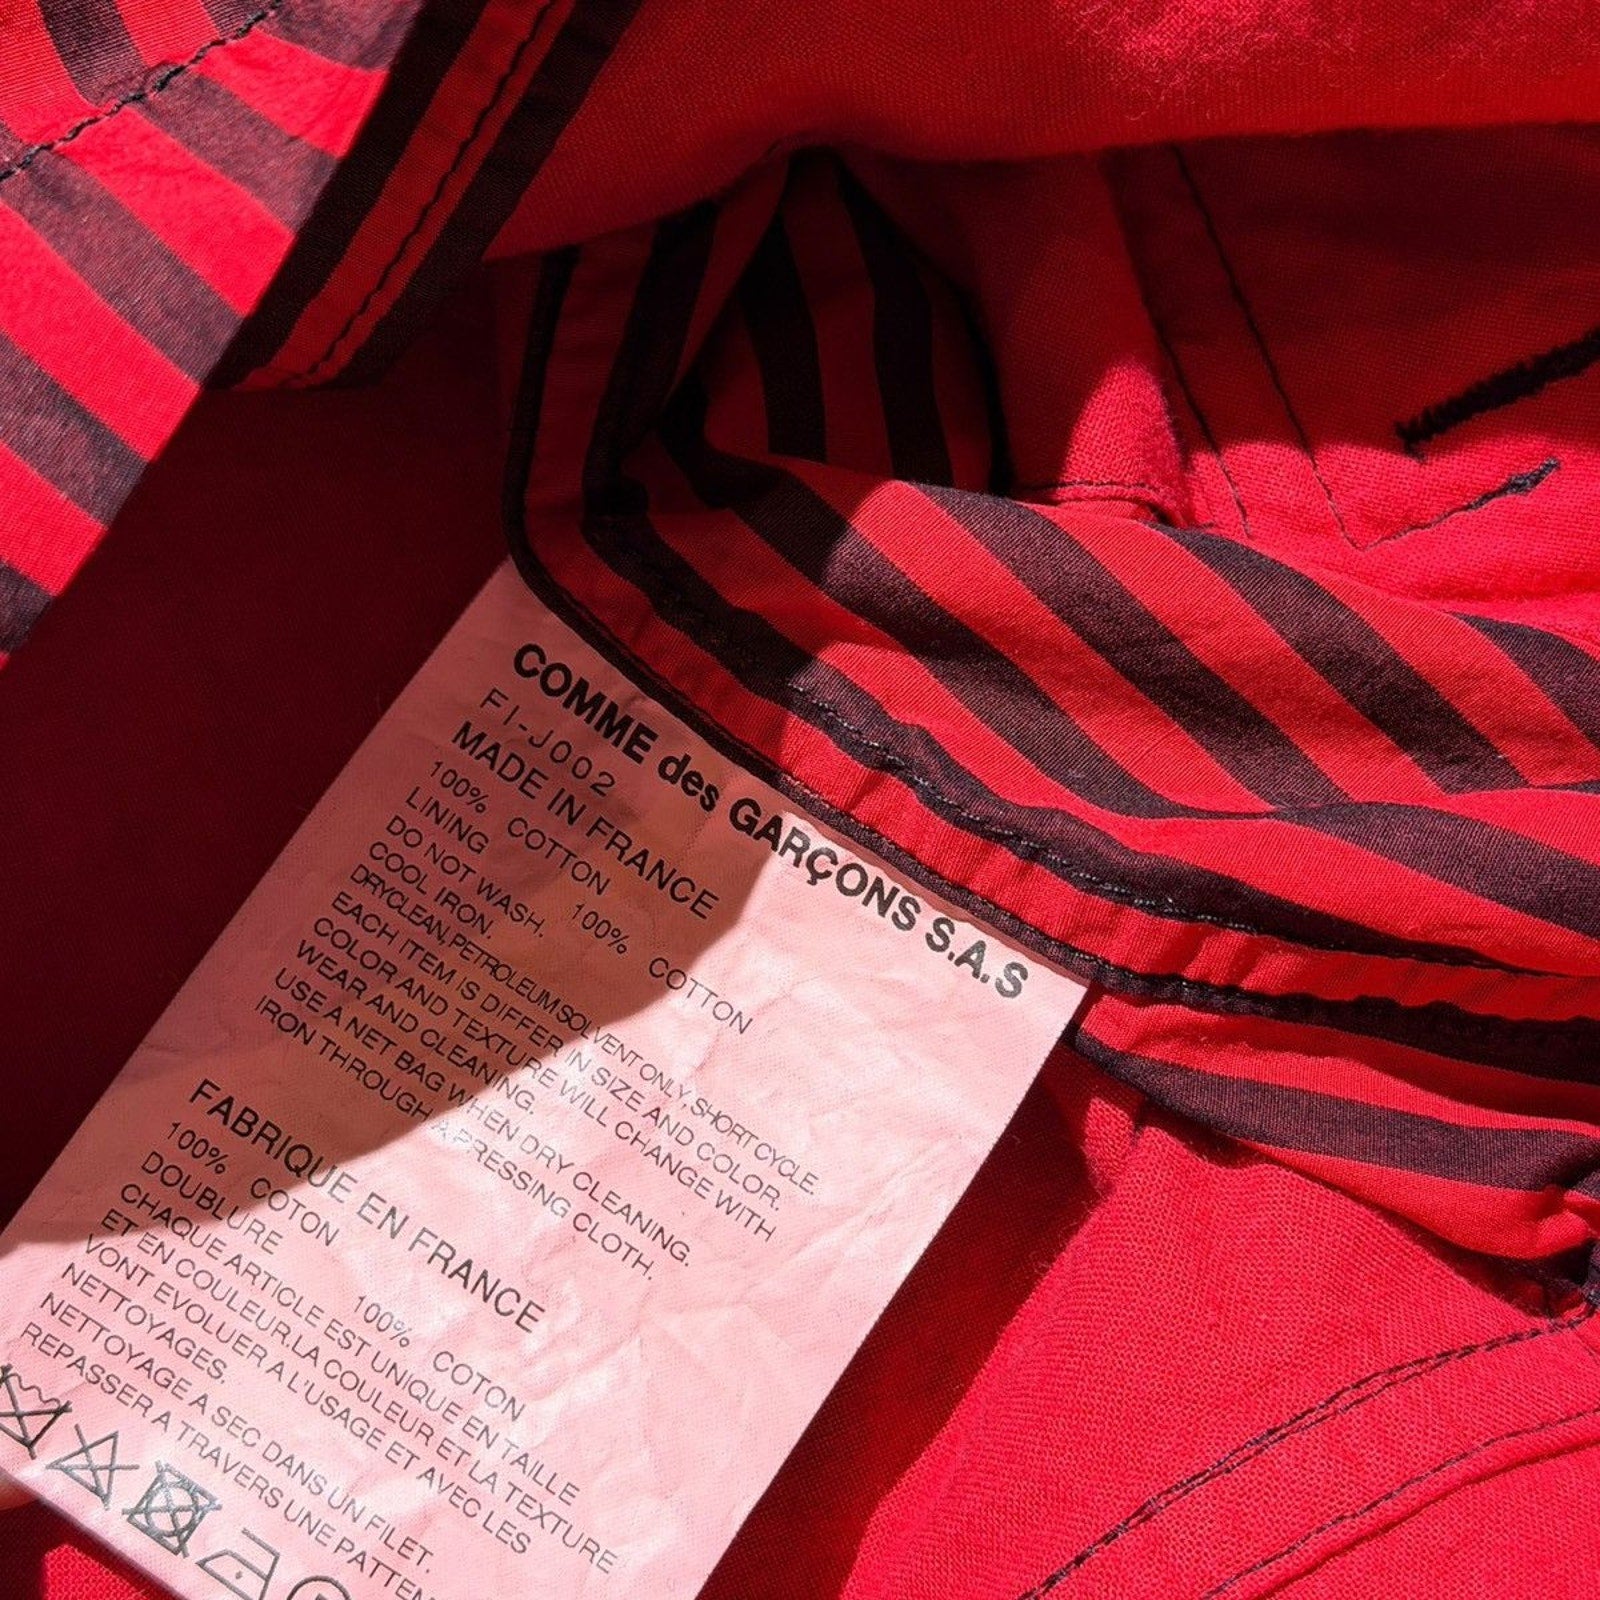 COMME des GARÇONS S.A.S
FI-J002
MADE IN FRANCE
100% COTTON
LINING 100% COTTON
DO NOT WASH.
COOL IRON.
DRYCLEAN, PETROLEUM SOLVENT ONLY, SHORT CYCLE.
EACH ITEM IS DIFFER IN SIZE AND COLOR.
COLOR AND TEXTURE WILL CHANGE WITH
WEAR AND CLEANING.
USE A NET BAG WHEN DRY CLEANING.
IRON THROUGH A PRESSING CLOTH.
FABRIQUE EN FRANCE
100% COTON
DOUBLURE 100% COTON
CHAQUE ARTICLE EST UNIQUE EN TAILLE
ET EN COULEUR.LA COULEUR ET LA TEXTURE
VONT EVOLUER A L'USAGE ET AVEC LES
NETTOYAGES.
NETTOYAGE A SEC DANS UN FILET.
REPASSER A TRAVERS UNE PATTEM